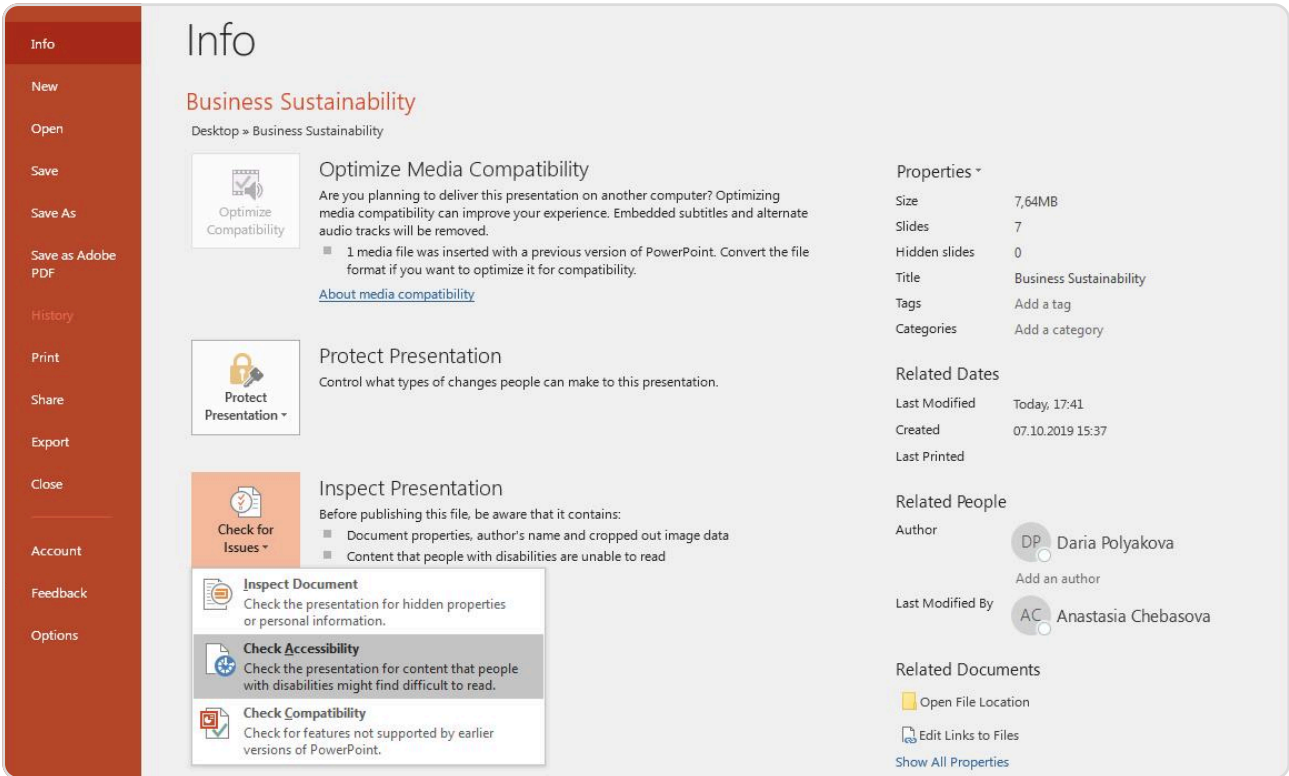 Info
New
Open
Save
Save As
Save as Adobe
PDF
History
Print
Share
Export
Close
Account
Feedback
Options
Info
Business Sustainability
Desktop » Business Sustainability
Optimize
Compatibility
Optimize Media Compatibility
Are you planning to deliver this presentation on another computer? Optimizing
media compatibility can improve your experience. Embedded subtitles and alternate
audio tracks will be removed.
1 media file was inserted with a previous version of PowerPoint. Convert the file
format if you want to optimize it for compatibility.
About media compatibility
Protect
Presentation
Protect Presentation
Control what types of changes people can make to this presentation.
Check for
Issues
Inspect Presentation
Before publishing this file, be aware that it contains:
Document properties, author's name and cropped out image data
Content that people with disabilities are unable to read
Inspect Document
Check the presentation for hidden properties
or personal information.
Check Accessibility
Check the presentation for content that people
with disabilities might find difficult to read.
Check Compatibility
Check for features not supported by earlier
versions of PowerPoint.
Properties
Size 7,64MB
Slides 7
Hidden slides 0
Title Business Sustainability
Tags Add a tag
Categories Add a category
Related Dates
Last Modified Today, 17:41
Created 07.10.2019 15:37
Last Printed
Related People
Author DP Daria Polyakova
Add an author
Last Modified By AC Anastasia Chebasova
Related Documents
Open File Location
Edit Links to Files
Show All Properties